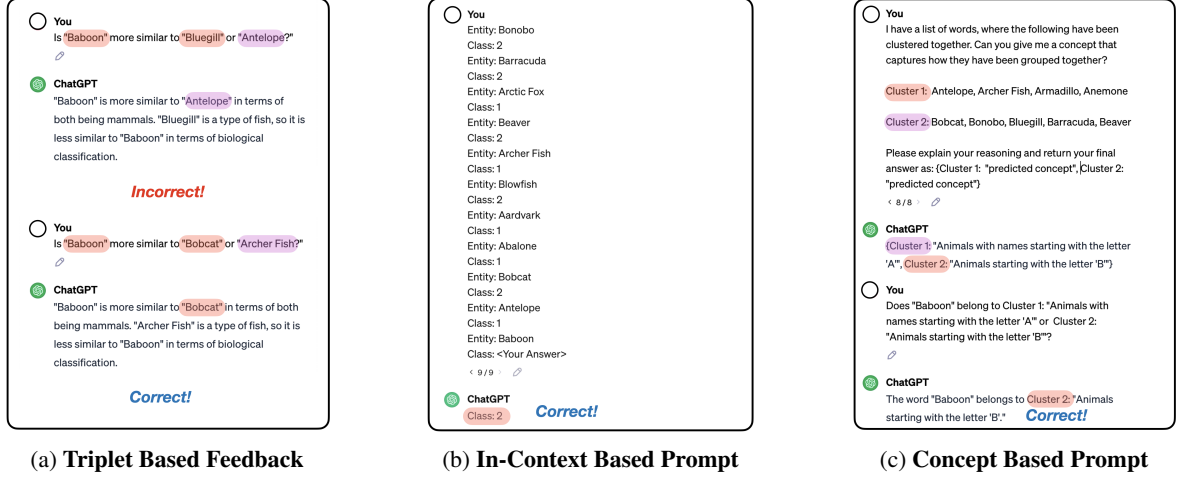 You
Is "Baboon" more similar to "Bluegill" or "Antelope?"
ChatGPT
"Baboon" is more similar to "Antelope" in terms of
both being mammals. "Bluegill" is a type of fish, so it is
less similar to "Baboon" in terms of biological
classification.
Incorrect!
You
Is "Baboon" more similar to "Bobcat" or "Archer Fish?"
ChatGPT
"Baboon" is more similar to "Bobcat" in terms of both
being mammals. "Archer Fish" is a type of fish, so it is
less similar to "Baboon" in terms of biological
classification.
Correct!
(a) Triplet Based Feedback
You
Entity: Bonobo
Class: 2
Entity: Barracuda
Class: 2
Entity: Arctic Fox
Class: 1
Entity: Beaver
Class: 2
Entity: Archer Fish
Class: 1
Entity: Blowfish
Class: 2
Entity: Aardvark
Class: 1
Entity: Abalone
Class: 1
Entity: Bobcat
Class: 2
Entity: Antelope
Class: 1
Entity: Baboon
Class: <Your Answer>
< 9/9 >
ChatGPT
Class: 2
Correct!
(b) In-Context Based Prompt
You
I have a list of words, where the following have been
clustered together. Can you give me a concept that
captures how they have been grouped together?
Cluster 1: Antelope, Archer Fish, Armadillo, Anemone
Cluster 2: Bobcat, Bonobo, Bluegill, Barracuda, Beaver
Please explain your reasoning and return your final
answer as: {Cluster 1: "predicted concept", Cluster 2:
"predicted concept"}
< 8/8 >
ChatGPT
{Cluster 1: "Animals with names starting with the letter
'A'", Cluster 2: "Animals starting with the letter 'B'"}
You
Does "Baboon" belong to Cluster 1: "Animals with
names starting with the letter 'A'" or Cluster 2:
"Animals starting with the letter 'B'"?
ChatGPT
The word "Baboon" belongs to Cluster 2: "Animals
starting with the letter 'B'."
Correct!
(c) Concept Based Prompt